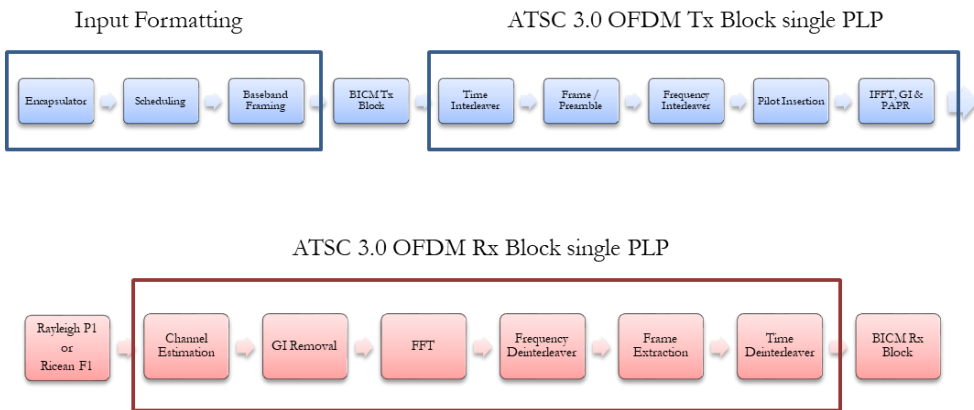 Input Formatting
ATSC 3.0 OFDM Tx Block single PLP
Encapsulator
Scheduling
Baseband
Framing
BICM Tx
Block
Time
Interleaver
Frame /
Preamble
Frequency
Interleaver
Pilot Insertion
IFFT, GI &
PAPR
ATSC 3.0 OFDM Rx Block single PLP
Rayleigh P1
or
Ricean F1
Channel
Estimation
GI Removal
FFT
Frequency
Deinterleaver
Frame
Extraction
Time
Deinterleaver
BICM Rx
Block